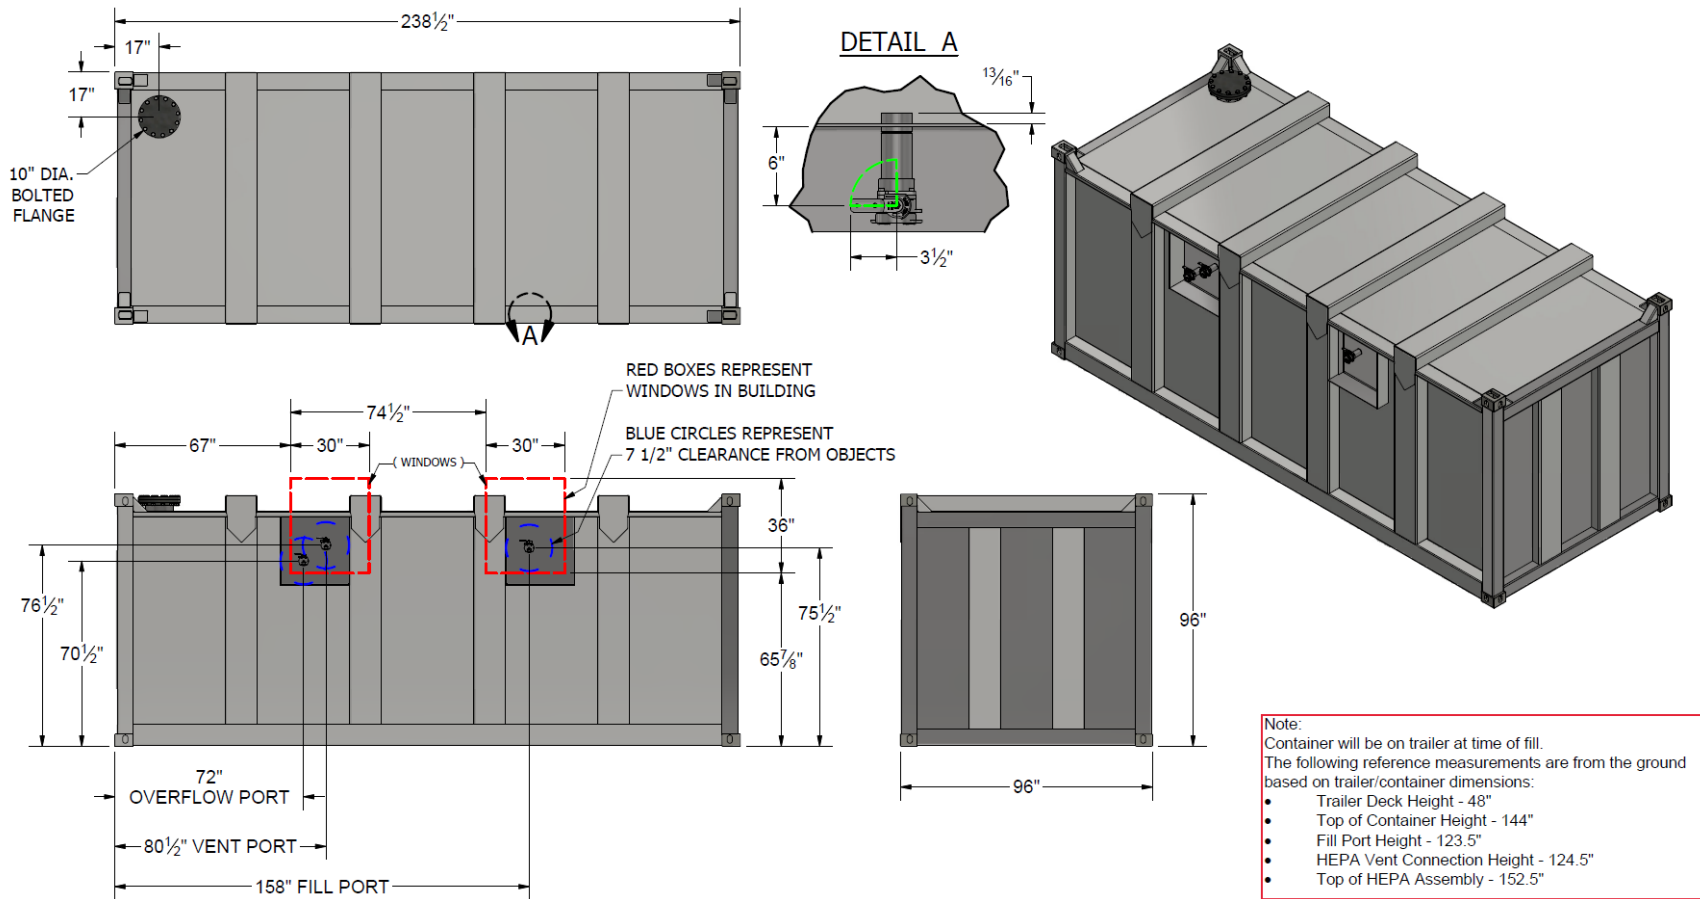 238½"
17"
17"
10" DIA.
BOLTED
FLANGE
A
DETAIL A
13⁄16"
6"
3½"
RED BOXES REPRESENT
WINDOWS IN BUILDING
BLUE CIRCLES REPRESENT
7 1/2" CLEARANCE FROM OBJECTS
74½"
67"
30"
( WINDOWS )
30"
36"
76½"
70½"
75½"
65⅞"
72"
OVERFLOW PORT
80½" VENT PORT
158" FILL PORT
96"
96"
Note:
Container will be on trailer at time of fill.
The following reference measurements are from the ground
based on trailer/container dimensions:
• Trailer Deck Height - 48"
• Top of Container Height - 144"
• Fill Port Height - 123.5"
• HEPA Vent Connection Height - 124.5"
• Top of HEPA Assembly - 152.5"